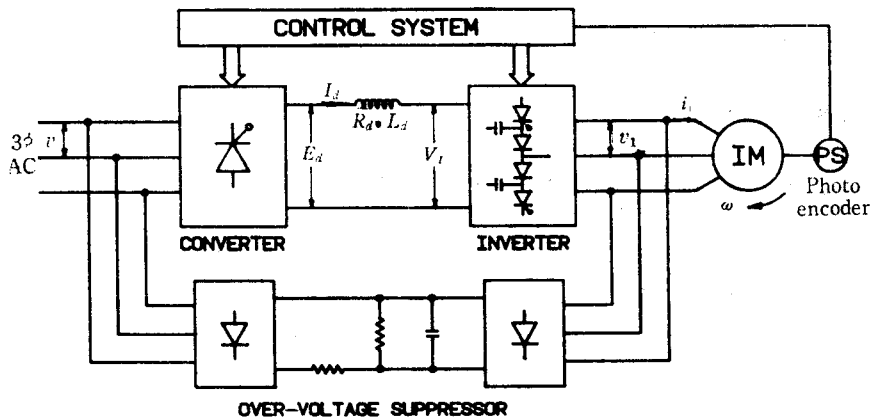 CONTROL SYSTEM
I_d
R_d • L_d
i_1
3ϕ
AC
v
E_d
V_I
v_1
IM
PS
Photo
encoder
ω
CONVERTER
INVERTER
OVER-VOLTAGE SUPPRESSOR